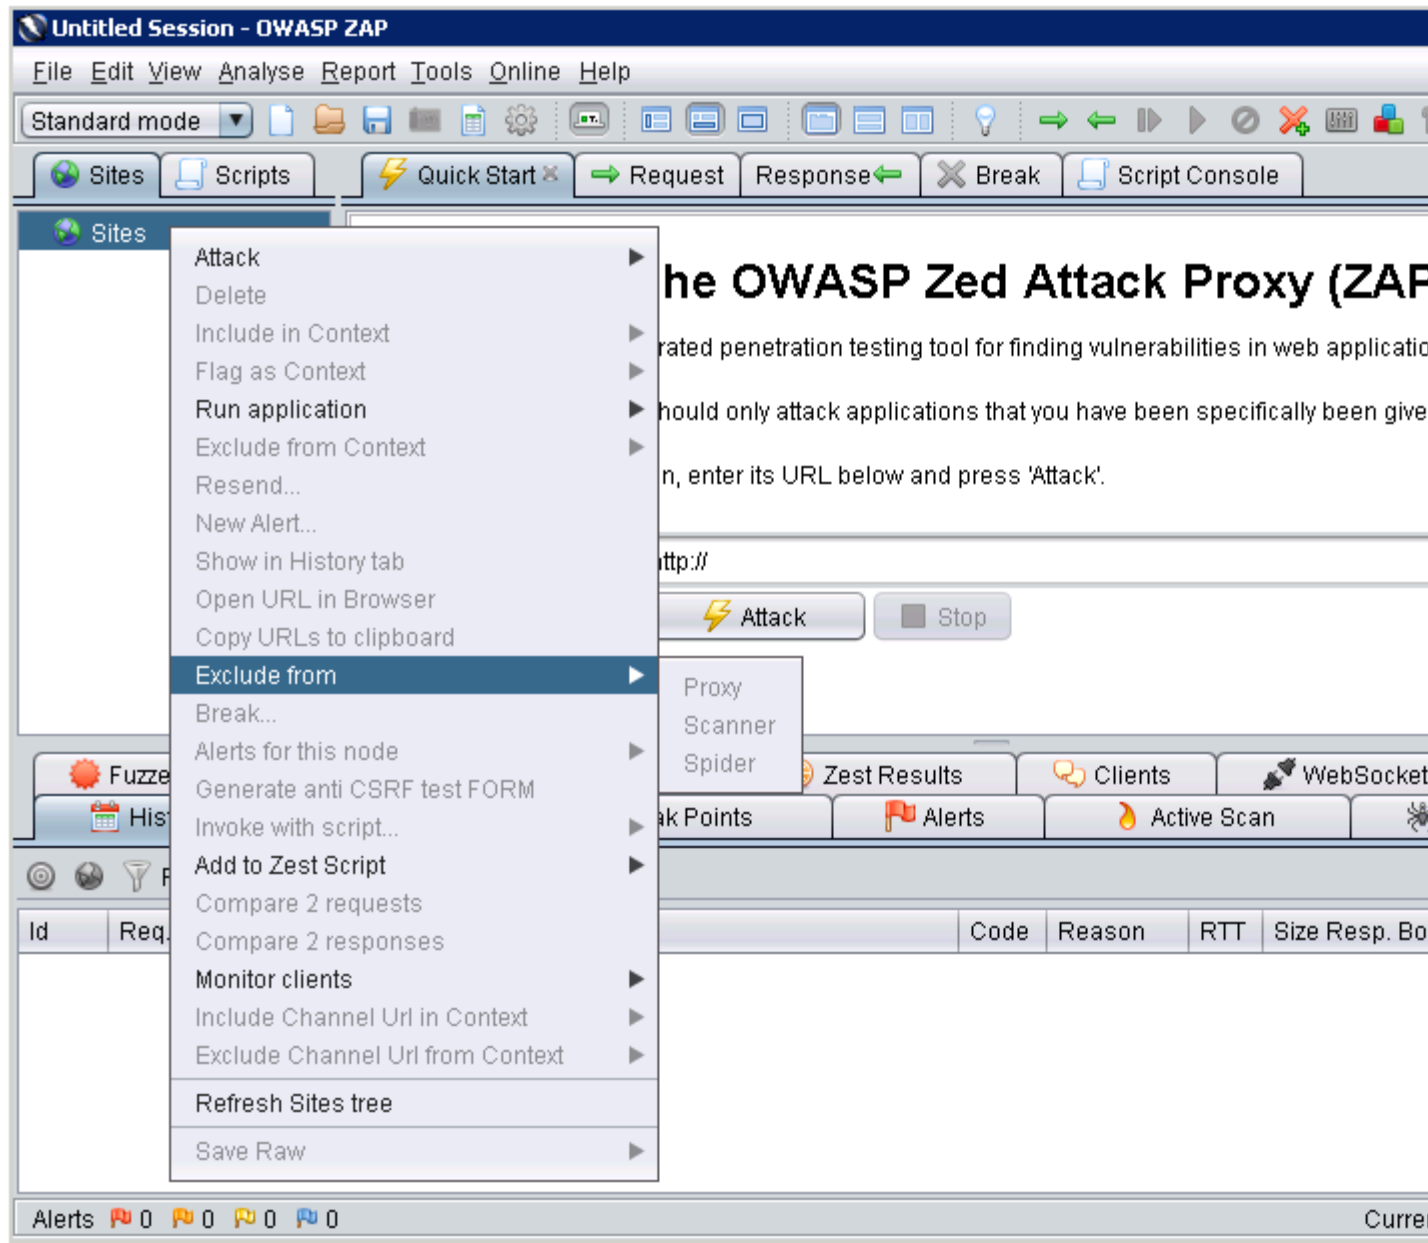 Untitled Session - OWASP ZAP
File Edit View Analyse Report Tools Online Help
Standard mode
Sites Scripts Quick Start Request Response Break Script Console
Sites
Attack
Delete
Include in Context
Flag as Context
Run application
Exclude from Context
Resend...
New Alert...
Show in History tab
Open URL in Browser
Copy URLs to clipboard
Exclude from
Break...
Alerts for this node
Generate anti CSRF test FORM
Invoke with script...
Add to Zest Script
Compare 2 requests
Compare 2 responses
Monitor clients
Include Channel Url in Context
Exclude Channel Url from Context
Refresh Sites tree
Save Raw
Proxy
Scanner
Spider
he OWASP Zed Attack Proxy (ZAP
rated penetration testing tool for finding vulnerabilities in web applicatio
hould only attack applications that you have been specifically been give
n, enter its URL below and press 'Attack'.
ttp://
Attack Stop
Fuzze Zest Results Clients WebSocket
His ak Points Alerts Active Scan
Id Req. Code Reason RTT Size Resp. Bo
Alerts 0 0 0 0 Curre